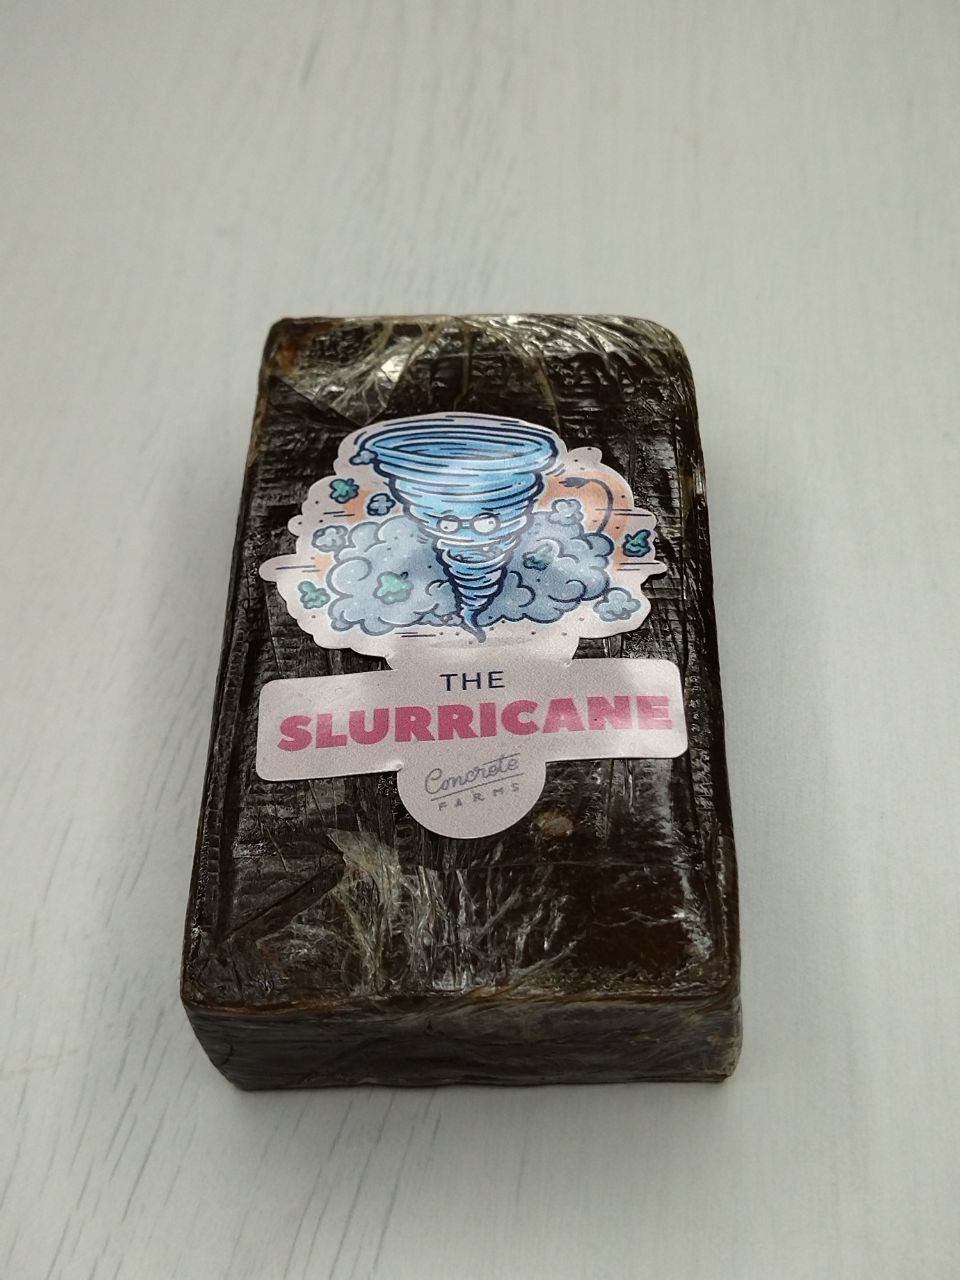 THE
SLURRICANE
Concrete
FARMS